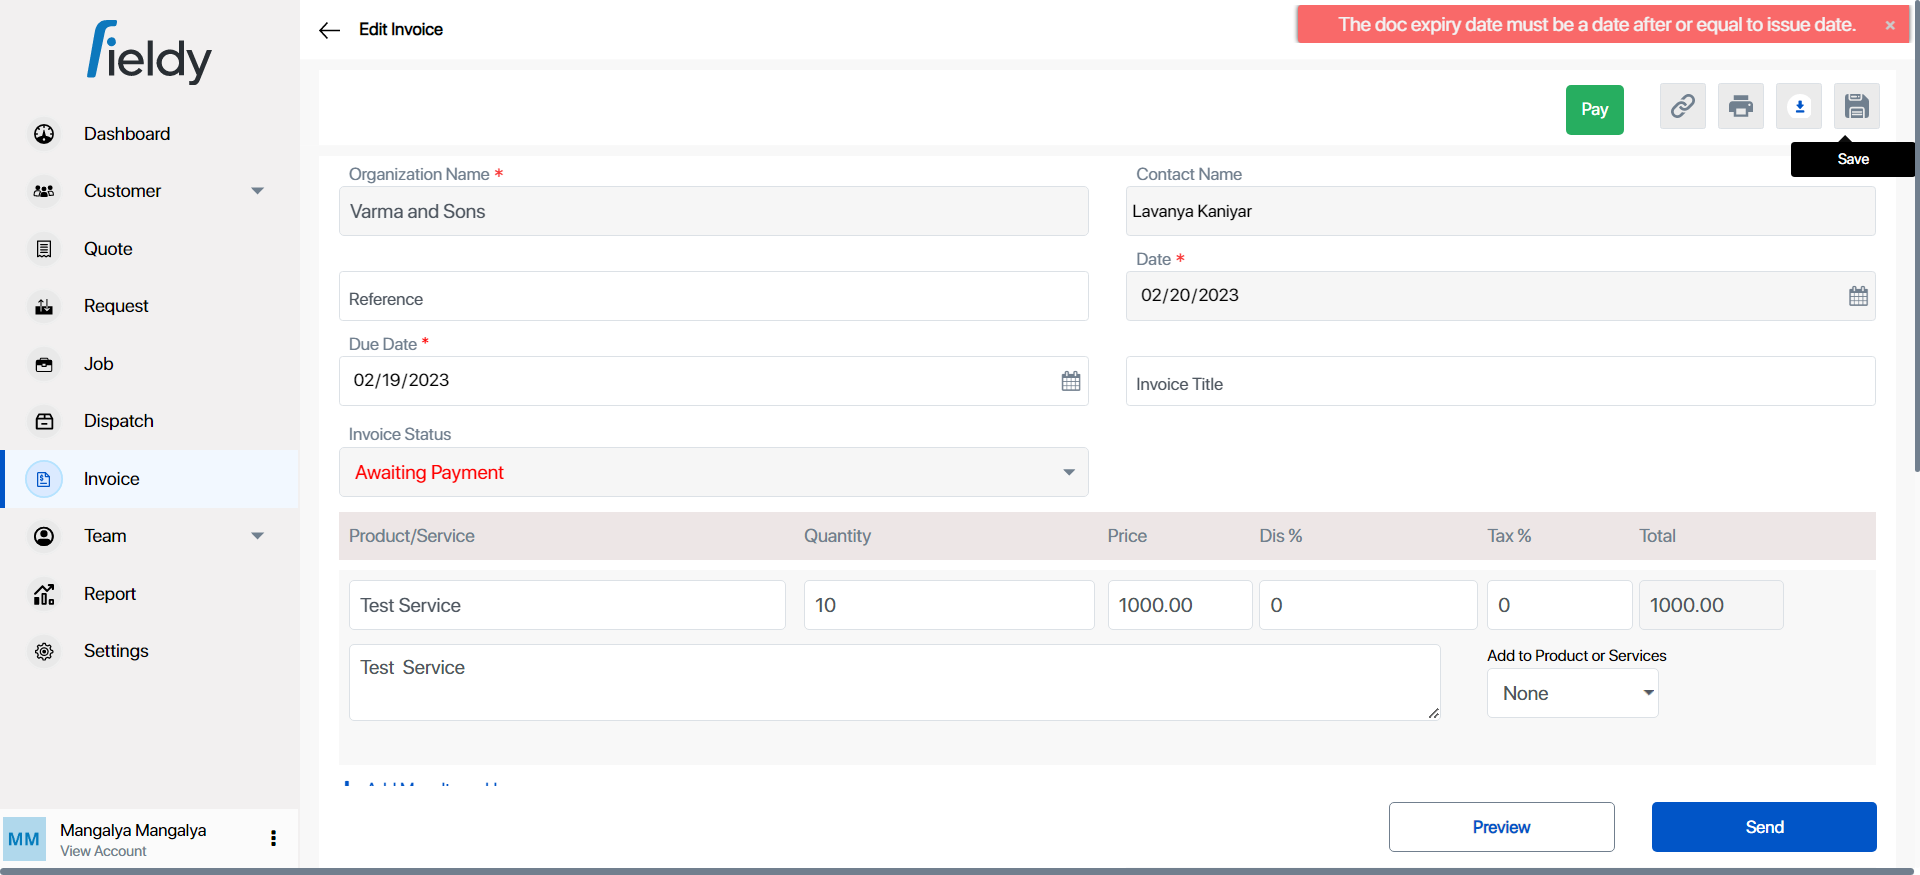 fieldy
Edit Invoice
The doc expiry date must be a date after or equal to issue date. ×
Pay
Save
Dashboard
Customer
Quote
Request
Job
Dispatch
Invoice
Team
Report
Settings
MM
Mangalya Mangalya
View Account
Organization Name *
Varma and Sons
Contact Name
Lavanya Kaniyar
Reference
Date *
02/20/2023
Due Date *
02/19/2023
Invoice Title
Invoice Status
Awaiting Payment
Product/Service Quantity Price Dis % Tax % Total
Test Service 10 1000.00 0 0 1000.00
Test  Service
Add to Product or Services
None
Preview
Send